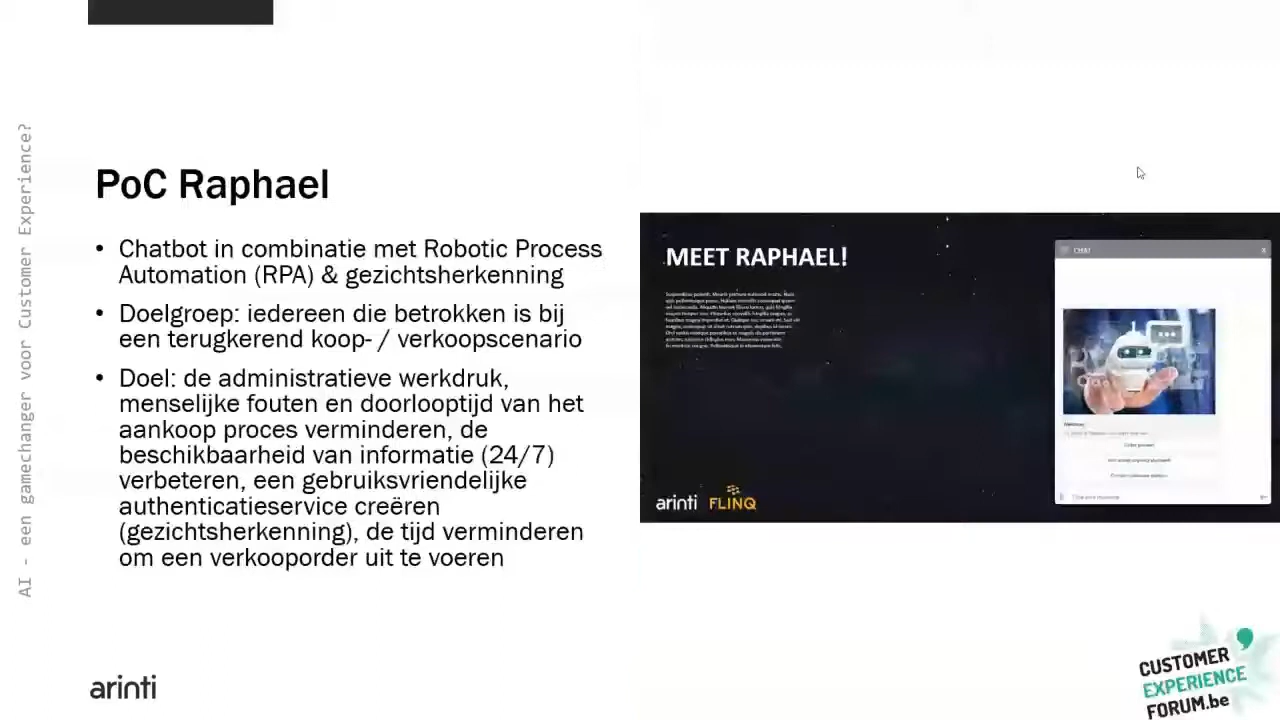 AI - een gamechanger voor Customer Experience?
PoC Raphael
• Chatbot in combinatie met Robotic Process
Automation (RPA) & gezichtsherkenning
• Doelgroep: iedereen die betrokken is bij
een terugkerend koop- / verkoopscenario
• Doel: de administratieve werkdruk,
menselijke fouten en doorlooptijd van het
aankoop proces verminderen, de
beschikbaarheid van informatie (24/7)
verbeteren, een gebruiksvriendelijke
authenticatieservice creëren
(gezichtsherkenning), de tijd verminderen
om een verkooporder uit te voeren
arinti
MEET RAPHAEL!
arinti FLINQ
CHAT
CUSTOMER
EXPERIENCE
FORUM.be